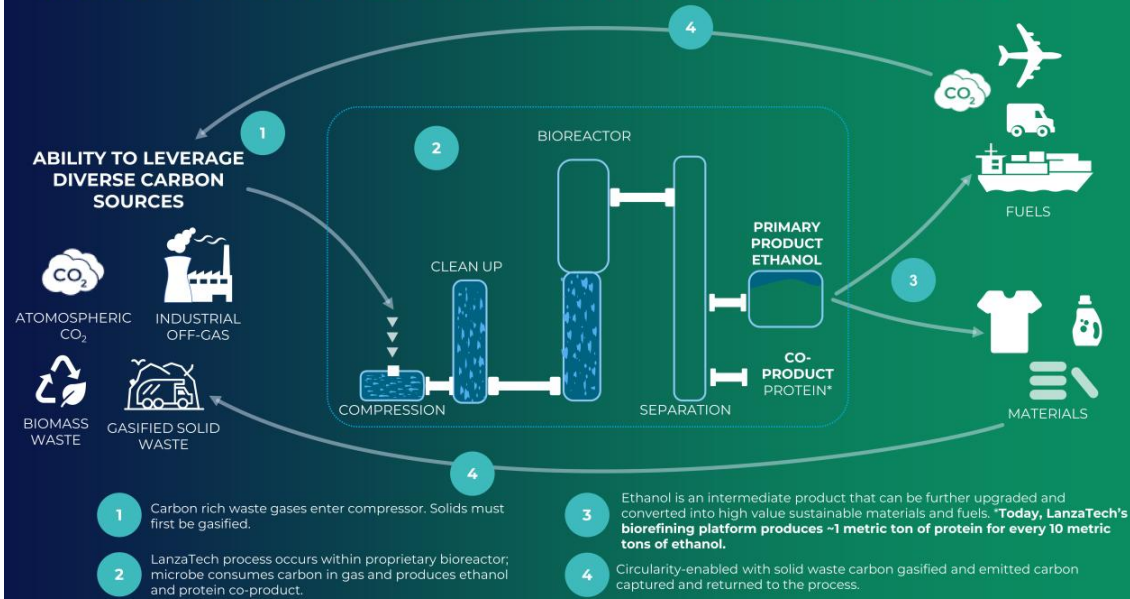 4
CO2
1
2
BIOREACTOR
ABILITY TO LEVERAGE
DIVERSE CARBON
SOURCES
FUELS
PRIMARY
PRODUCT
ETHANOL
CLEAN UP
3
CO2
ATOMOSPHERIC
CO2
INDUSTRIAL
OFF-GAS
CO-
PRODUCT
PROTEIN*
COMPRESSION
SEPARATION
MATERIALS
BIOMASS
WASTE
GASIFIED SOLID
WASTE
4
1
Carbon rich waste gases enter compressor. Solids must
first be gasified.
2
LanzaTech process occurs within proprietary bioreactor;
microbe consumes carbon in gas and produces ethanol
and protein co-product.
3
Ethanol is an intermediate product that can be further upgraded and
converted into high value sustainable materials and fuels. *Today, LanzaTech's
biorefining platform produces ~1 metric ton of protein for every 10 metric
tons of ethanol.
4
Circularity-enabled with solid waste carbon gasified and emitted carbon
captured and returned to the process.